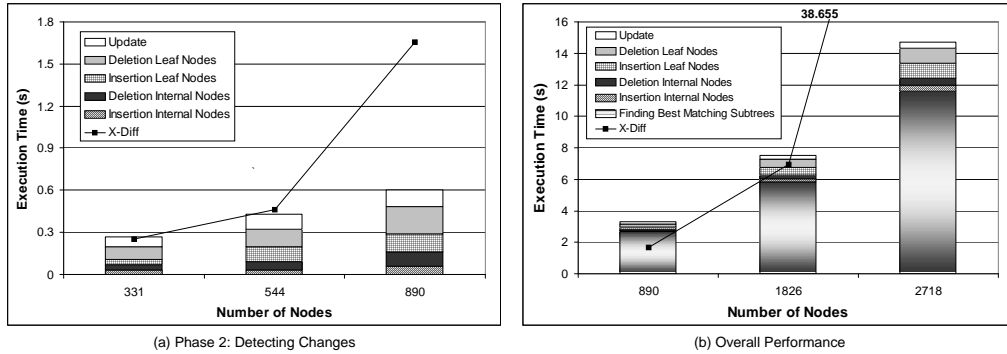 1.8
1.5
1.2
0.9
0.6
0.3
0
Execution Time (s)
Update
Deletion Leaf Nodes
Insertion Leaf Nodes
Deletion Internal Nodes
Insertion Internal Nodes
X-Diff
331 544 890
Number of Nodes
(a) Phase 2: Detecting Changes
38.655
16
14
12
10
8
6
4
2
0
Execution Time (s)
Update
Deletion Leaf Nodes
Insertion Leaf Nodes
Deletion Internal Nodes
Insertion Internal Nodes
Finding Best Matching Subtrees
X-Diff
890 1826 2718
Number of Nodes
(b) Overall Performance